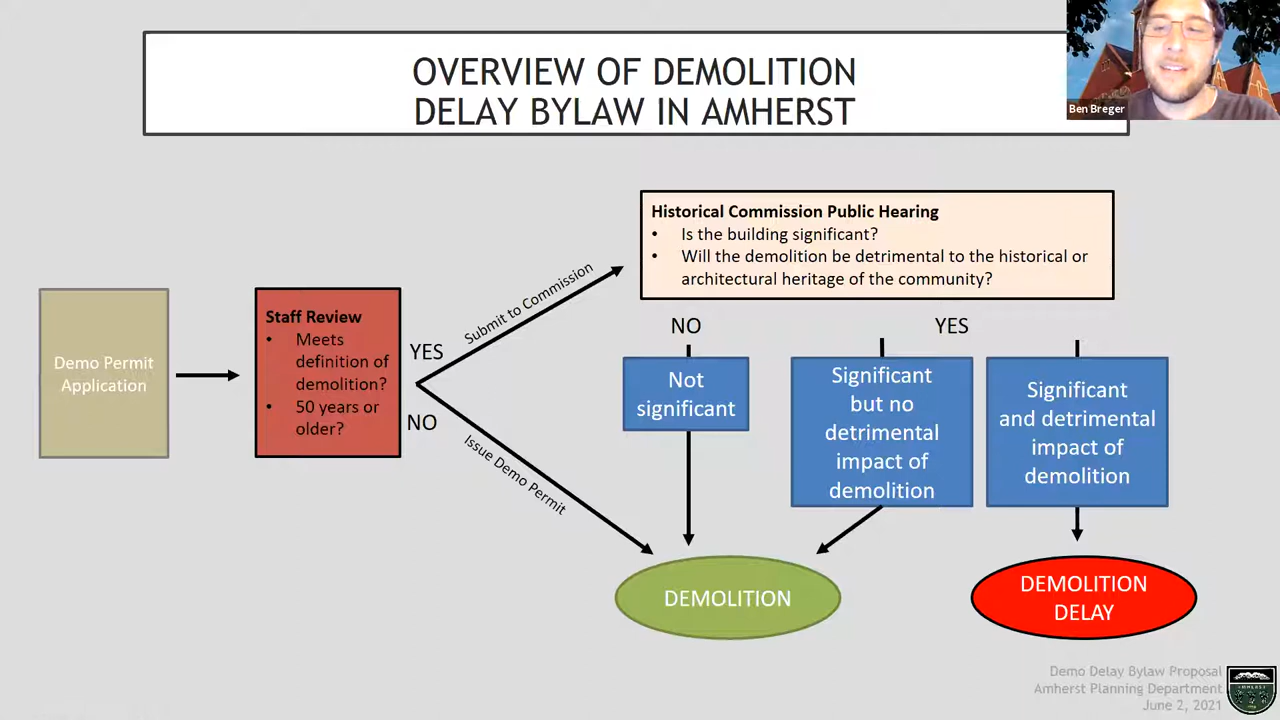 OVERVIEW OF DEMOLITION
DELAY BYLAW IN AMHERST
Ben Breger
Historical Commission Public Hearing
• Is the building significant?
• Will the demolition be detrimental to the historical or
architectural heritage of the community?
Submit to Commission
Demo Permit
Application
Staff Review
• Meets
definition of
demolition?
• 50 years or
older?
YES
NO
Issue Demo Permit
NO
YES
Not
significant
Significant
but no
detrimental
impact of
demolition
Significant
and detrimental
impact of
demolition
DEMOLITION
DEMOLITION
DELAY
Demo Delay Bylaw Proposal
Amherst Planning Department
June 2, 2021